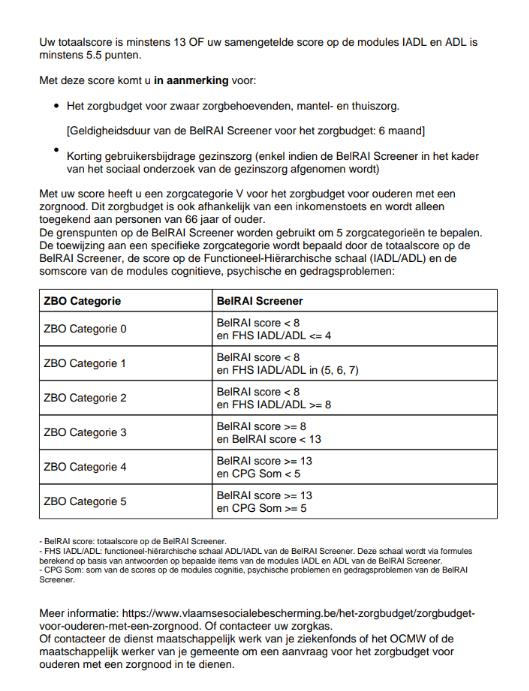 Uw totaalscore is minstens 13 OF uw samengetelde score op de modules IADL en ADL is
minstens 5.5 punten.
Met deze score komt u in aanmerking voor:
• Het zorgbudget voor zwaar zorgbehoevenden, mantel- en thuiszorg.
[Geldigheidsduur van de BelRAI Screener voor het zorgbudget: 6 maand]
• Korting gebruikersbijdrage gezinszorg (enkel indien de BelRAI Screener in het kader
van het sociaal onderzoek van de gezinszorg afgenomen wordt)
Met uw score heeft u een zorgcategorie V voor het zorgbudget voor ouderen met een
zorgnood. Dit zorgbudget is ook afhankelijk van een inkomenstoets en wordt alleen
toegekend aan personen van 66 jaar of ouder.
De grenspunten op de BelRAI Screener worden gebruikt om 5 zorgcategorieën te bepalen.
De toewijzing aan een specifieke zorgcategorie wordt bepaald door de totaalscore op de
BelRAI Screener, de score op de Functioneel-Hiërarchische schaal (IADL/ADL) en de
somscore van de modules cognitieve, psychische en gedragsproblemen:
ZBO Categorie BelRAI Screener
ZBO Categorie 0 BelRAI score < 8
en FHS IADL/ADL <= 4
ZBO Categorie 1 BelRAI score < 8
en FHS IADL/ADL in (5, 6, 7)
ZBO Categorie 2 BelRAI score < 8
en FHS IADL/ADL >= 8
ZBO Categorie 3 BelRAI score >= 8
en BelRAI score < 13
ZBO Categorie 4 BelRAI score >= 13
en CPG Som < 5
ZBO Categorie 5 BelRAI score >= 13
en CPG Som >= 5
- BelRAI score: totaalscore op de BelRAI Screener.
- FHS IADL/ADL: functioneel-hiërarchische schaal ADL/IADL van de BelRAI Screener. Deze schaal wordt via formules
berekend op basis van antwoorden op bepaalde items van de modules IADL en ADL van de BelRAI Screener.
- CPG Som: som van de scores op de modules cognitie, psychische problemen en gedragsproblemen van de BelRAI
Screener.
Meer informatie: https://www.vlaamsesocialebescherming.be/het-zorgbudget/zorgbudget-
voor-ouderen-met-een-zorgnood. Of contacteer uw zorgkas.
Of contacteer de dienst maatschappelijk werk van je ziekenfonds of het OCMW of de
maatschappelijk werker van je gemeente om een aanvraag voor het zorgbudget voor
ouderen met een zorgnood in te dienen.